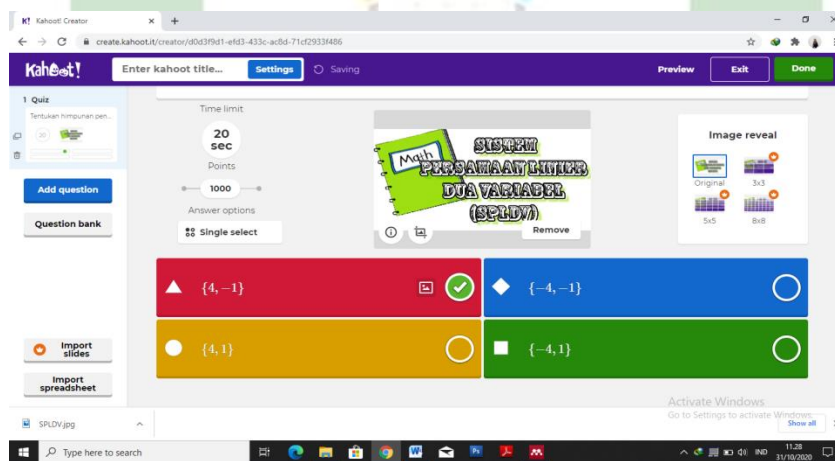 K! Kahoot! Creator
create.kahoot.it/creator/d0d3f9d1-efd3-433c-ac8d-71cf2933f486
Kahoot!
Enter kahoot title...
Settings
Saving
Preview
Exit
Done
1 Quiz
Tentukan himpunan pen...
20
Add question
Question bank
Import slides
Import spreadsheet
Time limit
20 sec
Points
1000
Answer options
Single select
Math
SISTEM
PERSAMAAN LINIER
DUA VARIABEL
(SPLDV)
Remove
Image reveal
Original
3x3
5x5
8x8
{4, −1}
{−4, −1}
{4, 1}
{−4, 1}
Activate Windows
Go to Settings to activate Windows.
SPLDV.jpg
Show all
Type here to search
IND
11.28
31/10/2020